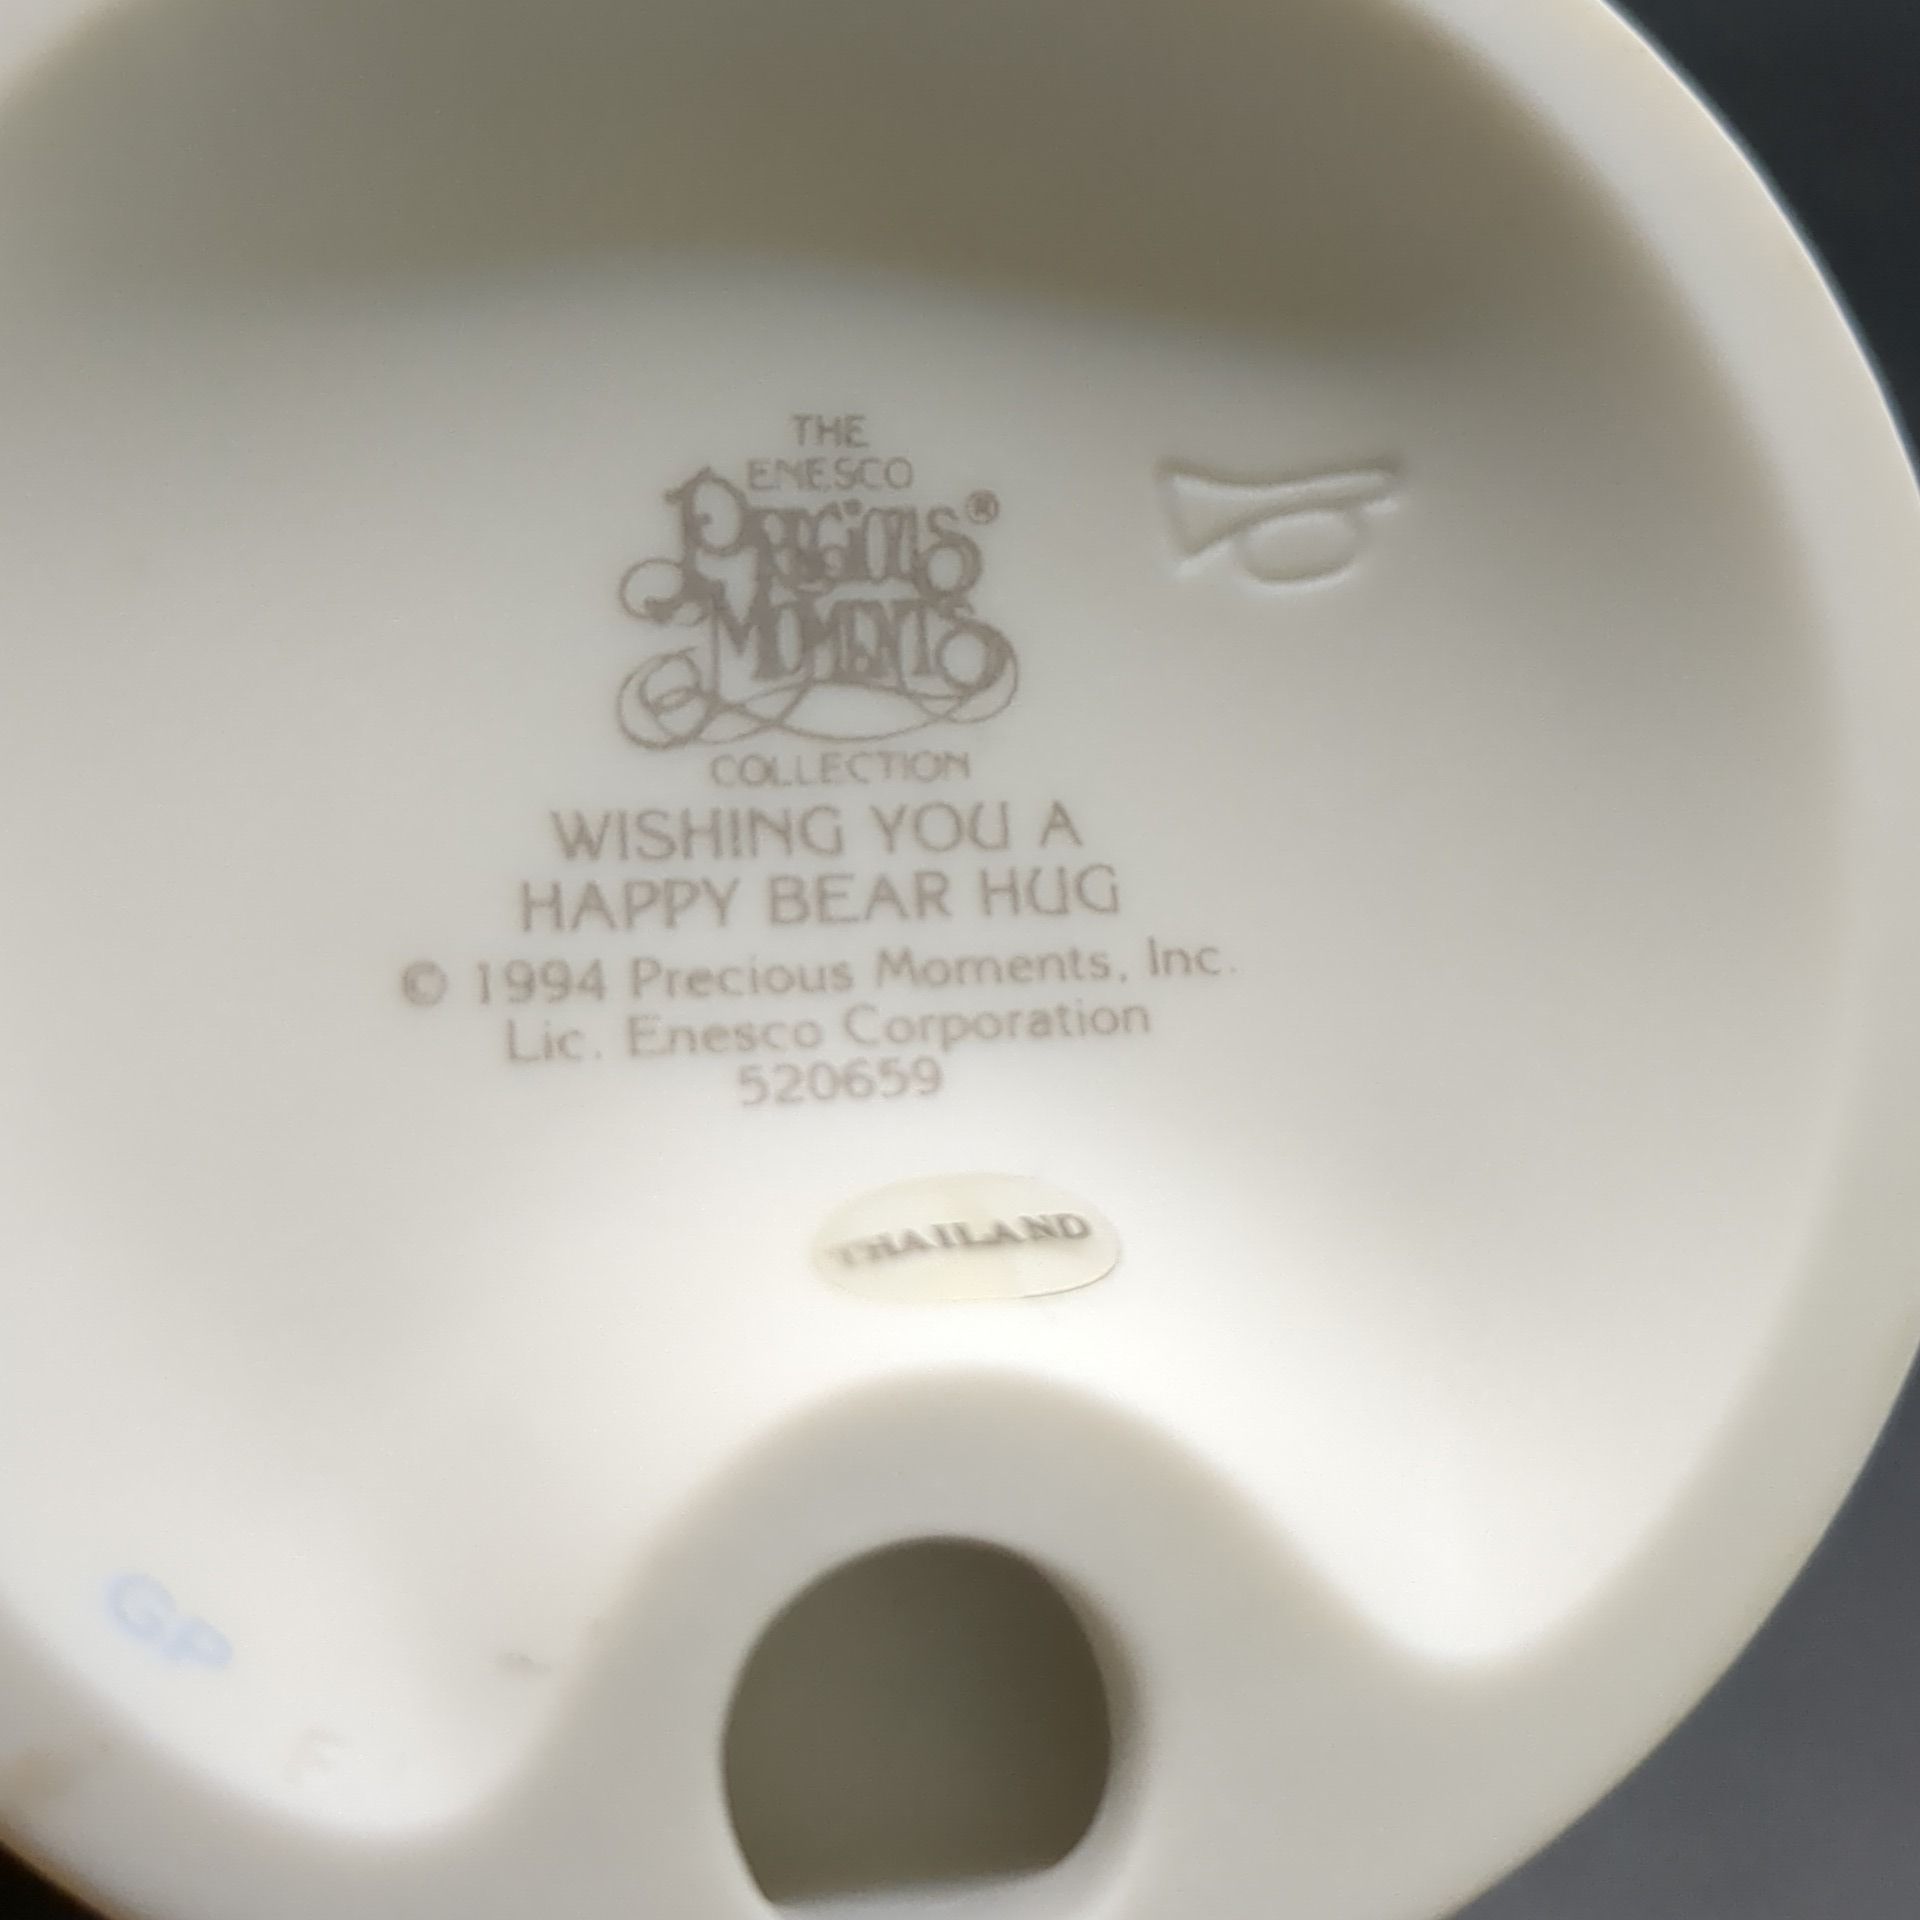 THE
ENESCO
PRECIOUS®
MOMENTS
COLLECTION
WISHING YOU A
HAPPY BEAR HUG
© 1994 Precious Moments, Inc.
Lic. Enesco Corporation
520659
THAILAND
GP
F